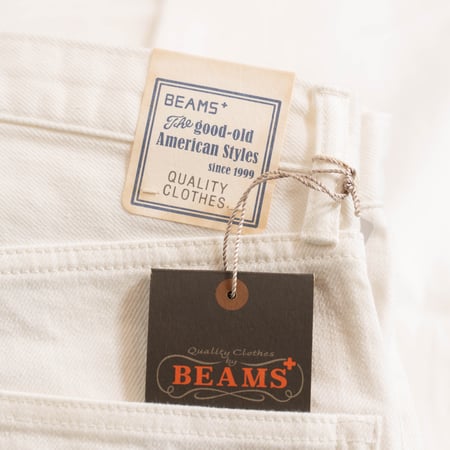 BEAMS+
The good-old
American Styles
since 1999
QUALITY
CLOTHES.
Quality Clothes
by
BEAMS+